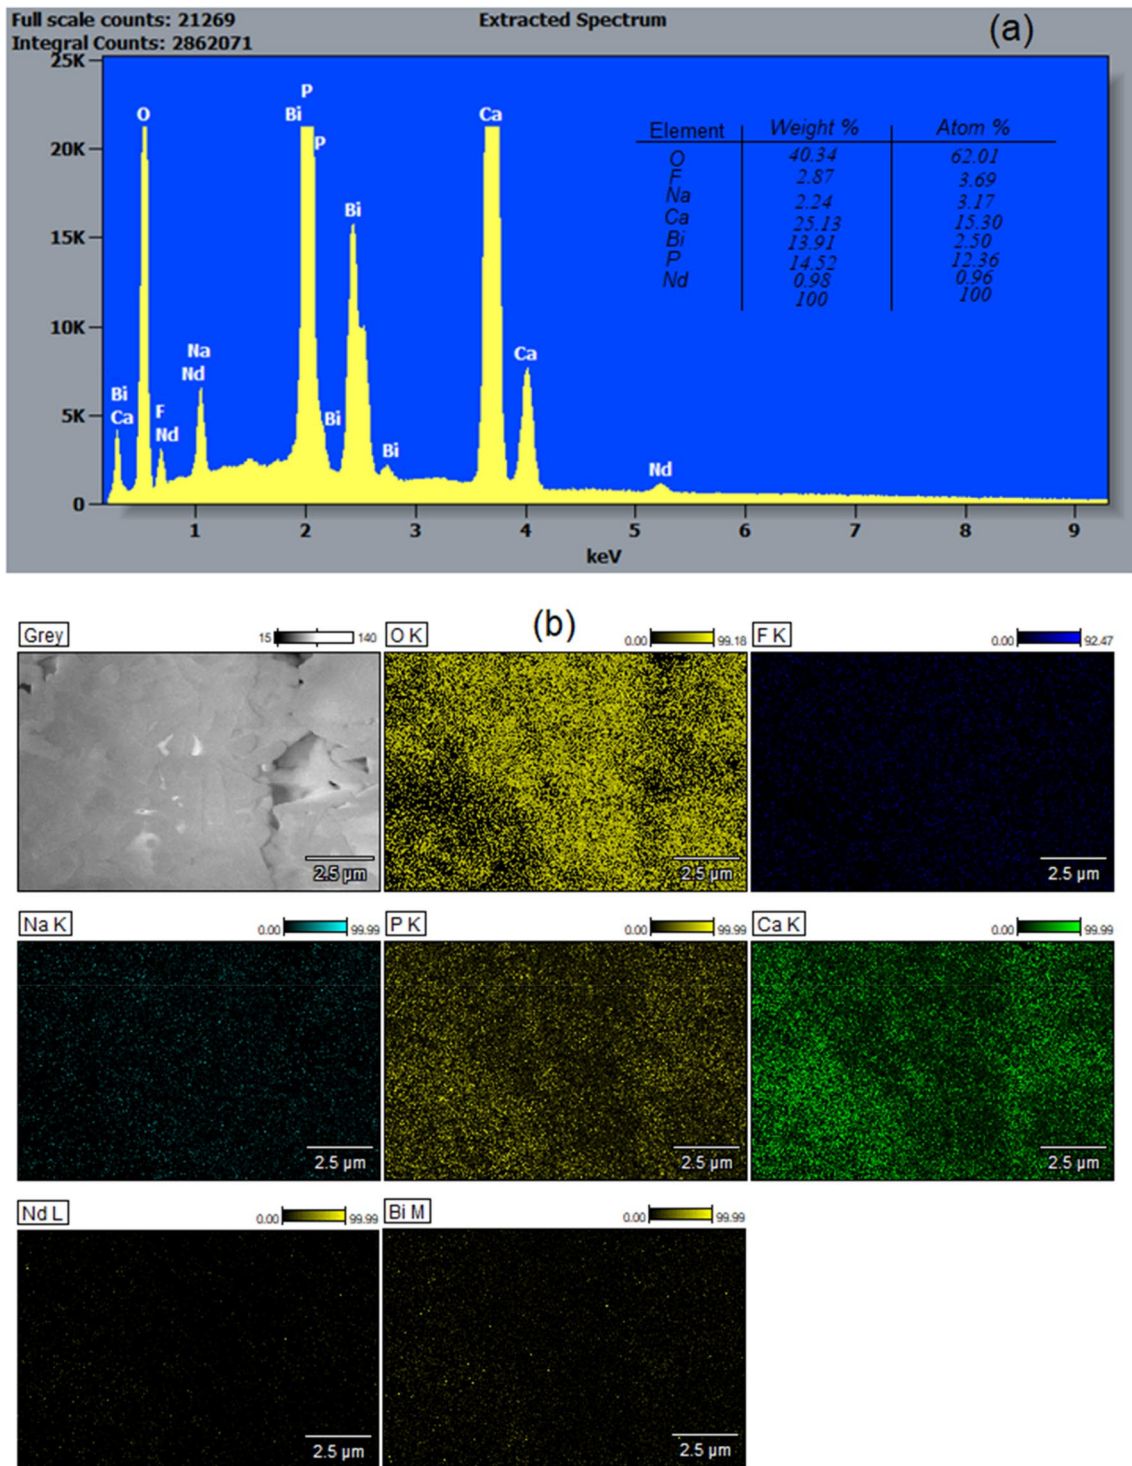 Full scale counts: 21269
Extracted Spectrum
(a)
Integral Counts: 2862071
25K
20K
15K
10K
5K
0
O
P
Bi
P
Ca
Bi
Na
Nd
Bi
Ca
F
Nd
Bi
Bi
Ca
Nd
Element Weight % Atom %
O 40.34 62.01
F 2.87 3.69
Na 2.24 3.17
Ca 25.13 15.30
Bi 13.91 2.50
P 14.52 12.36
Nd 0.98 0.96
100 100
1 2 3 4 5 6 7 8 9
keV
(b)
Grey 15 140
O K 0.00 99.18
F K 0.00 92.47
2.5 µm
2.5 µm
2.5 µm
Na K 0.00 99.99
P K 0.00 99.99
Ca K 0.00 99.99
2.5 µm
2.5 µm
2.5 µm
Nd L 0.00 99.99
Bi M 0.00 99.99
2.5 µm
2.5 µm